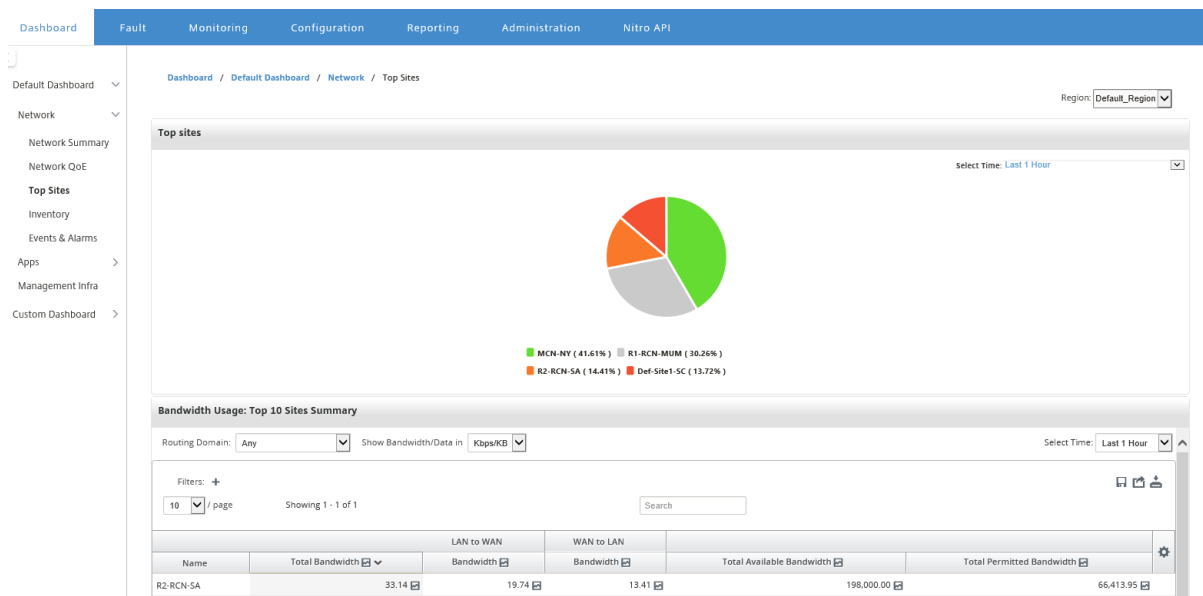 Dashboard Fault Monitoring Configuration Reporting Administration Nitro API
Default Dashboard
Network
Network Summary
Network QoE
Top Sites
Inventory
Events & Alarms
Apps
Management Infra
Custom Dashboard
Dashboard / Default Dashboard / Network / Top Sites
Region: Default_Region
Top sites
Select Time: Last 1 Hour
MCN-NY ( 41.61% ) R1-RCN-MUM ( 30.26% )
R2-RCN-SA ( 14.41% ) Def-Site1-SC ( 13.72% )
Bandwidth Usage: Top 10 Sites Summary
Routing Domain: Any Show Bandwidth/Data in Kbps/KB Select Time: Last 1 Hour
Filters: +
10 / page Showing 1 - 1 of 1 Search
LAN to WAN WAN to LAN
Name Total Bandwidth Bandwidth Bandwidth Total Available Bandwidth Total Permitted Bandwidth
R2-RCN-SA 33.14 19.74 13.41 198,000.00 66,413.95